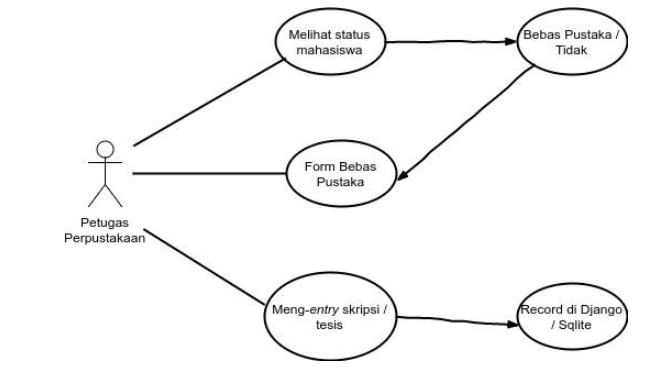 Melihat status
mahasiswa
Bebas Pustaka /
Tidak
Form Bebas
Pustaka
Petugas
Perpustakaan
Meng-entry skripsi /
tesis
Record di Django
/ Sqlite